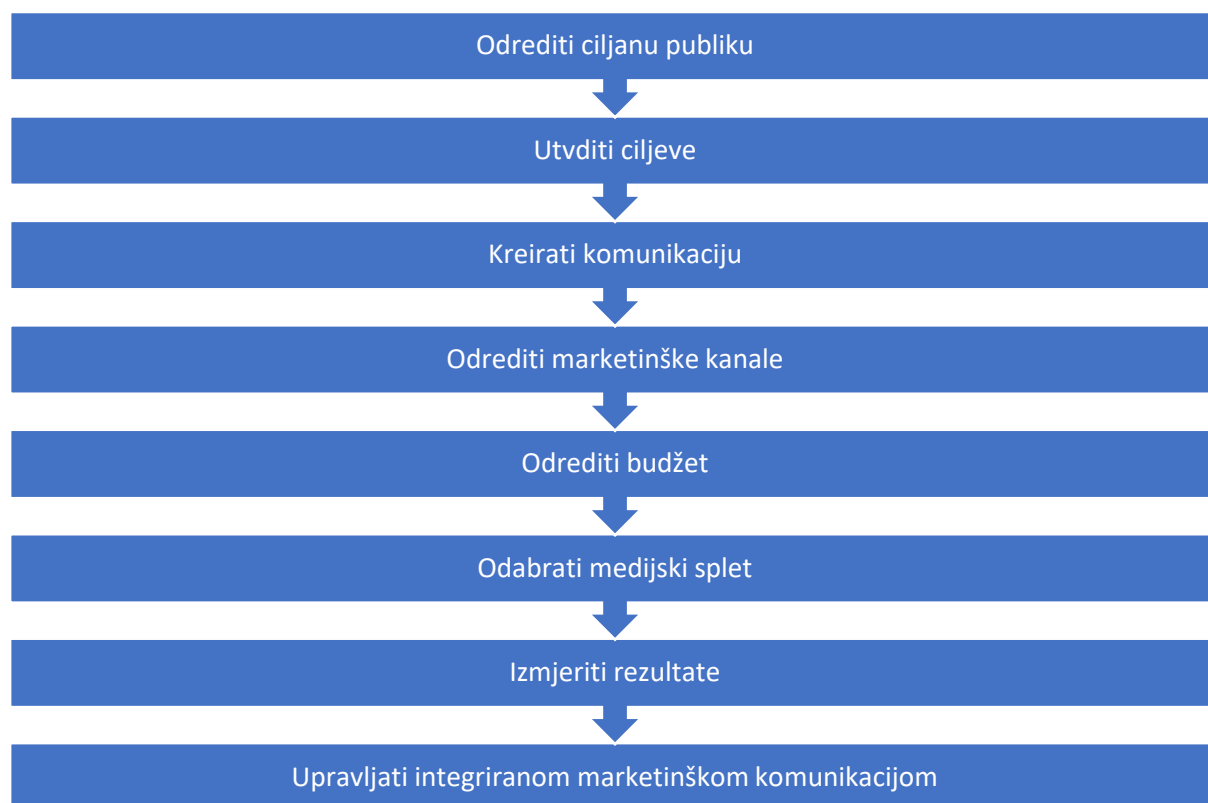 Odrediti ciljanu publiku
Utvditi ciljeve
Kreirati komunikaciju
Odrediti marketinške kanale
Odrediti budžet
Odabrati medijski splet
Izmjeriti rezultate
Upravljati integriranom marketinškom komunikacijom